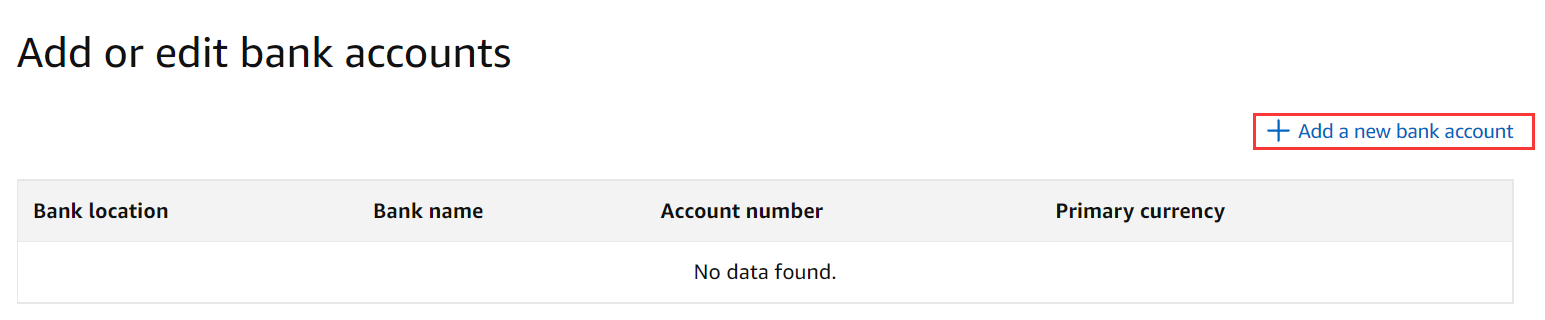 Add or edit bank accounts
+ Add a new bank account
Bank location Bank name Account number Primary currency
No data found.